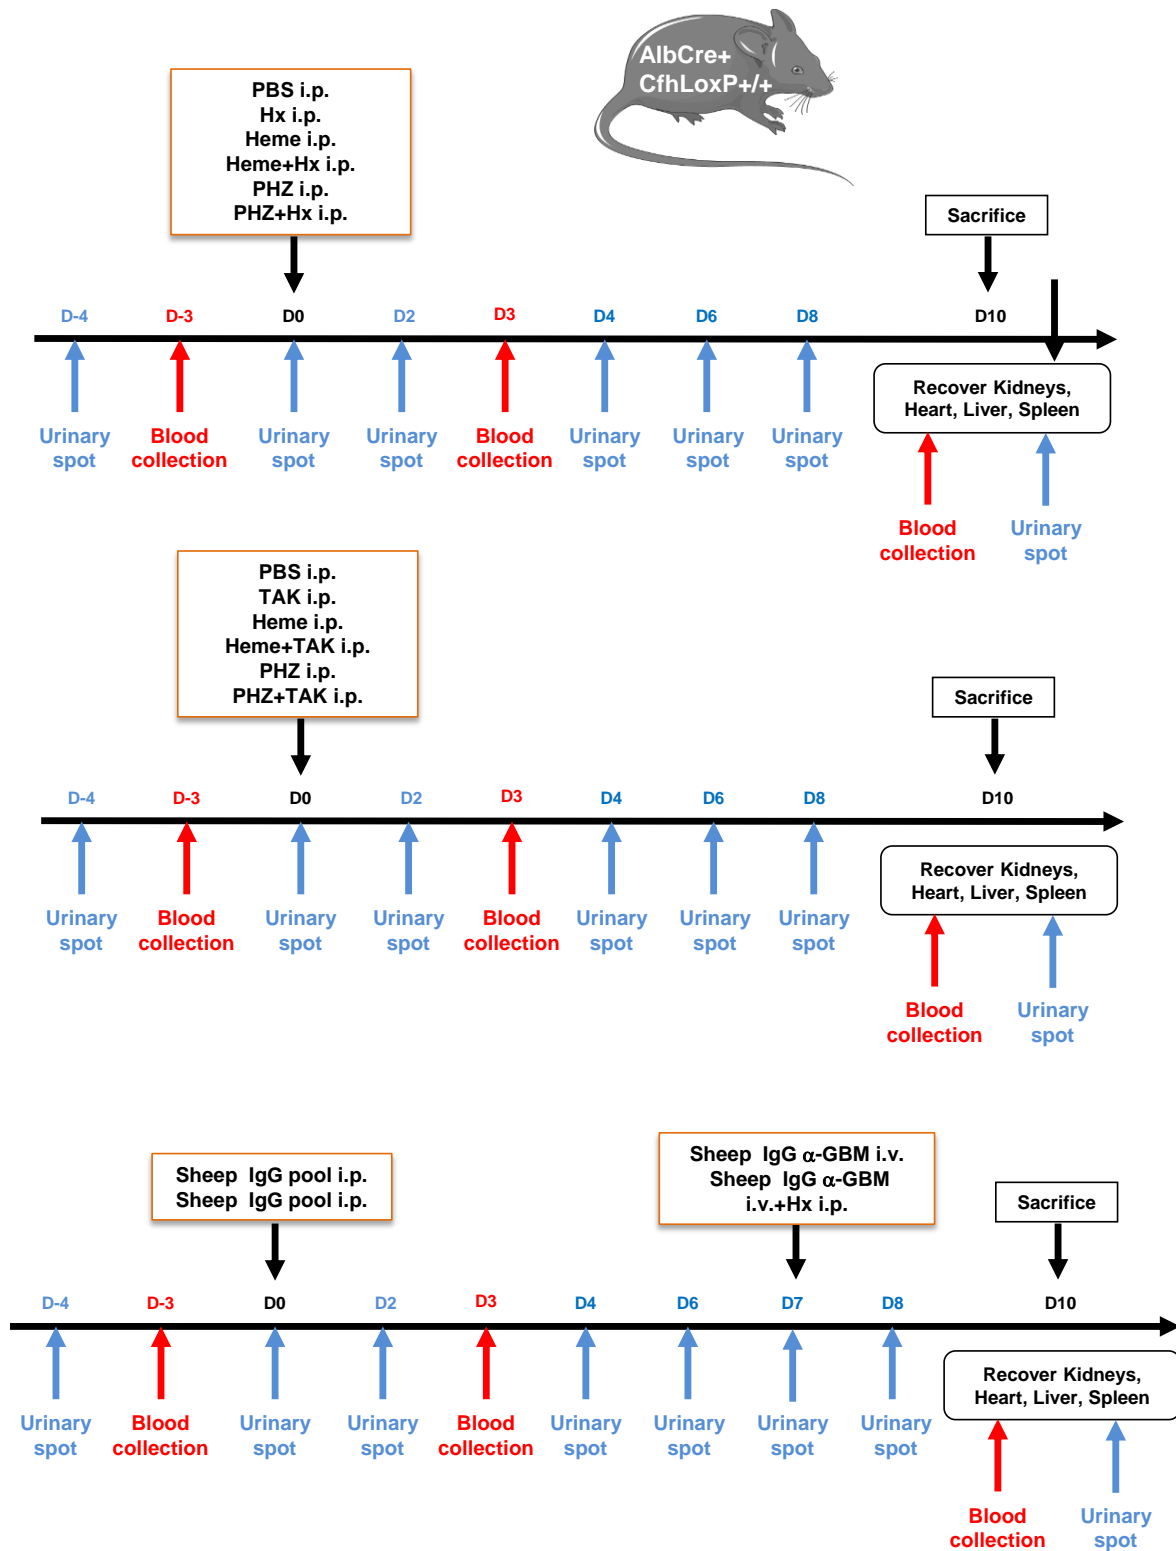 AlbCre+
CfhLoxP+/+
PBS i.p.
Hx i.p.
Heme i.p.
Heme+Hx i.p.
PHZ i.p.
PHZ+Hx i.p.
Sacrifice
D-4 D-3 D0 D2 D3 D4 D6 D8 D10
Recover Kidneys,
Heart, Liver, Spleen
Urinary Blood Urinary Urinary Blood Urinary Urinary Urinary
spot collection spot spot collection spot spot spot
Blood Urinary
collection spot
PBS i.p.
TAK i.p.
Heme i.p.
Heme+TAK i.p.
PHZ i.p.
PHZ+TAK i.p.
Sacrifice
D-4 D-3 D0 D2 D3 D4 D6 D8 D10
Recover Kidneys,
Heart, Liver, Spleen
Urinary Blood Urinary Urinary Blood Urinary Urinary Urinary
spot collection spot spot collection spot spot spot
Blood Urinary
collection spot
Sheep IgG pool i.p.
Sheep IgG pool i.p.
Sheep IgG α-GBM i.v.
Sheep IgG α-GBM
i.v.+Hx i.p.
Sacrifice
D-4 D-3 D0 D2 D3 D4 D6 D7 D8 D10
Recover Kidneys,
Heart, Liver, Spleen
Urinary Blood Urinary Urinary Blood Urinary Urinary Urinary Urinary
spot collection spot spot collection spot spot spot spot
Blood Urinary
collection spot